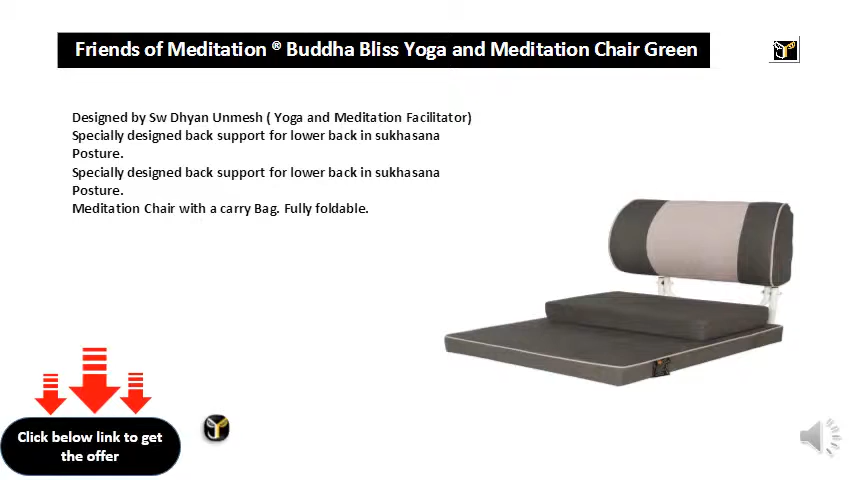 Friends of Meditation ® Buddha Bliss Yoga and Meditation Chair Green
Designed by Sw Dhyan Unmesh ( Yoga and Meditation Facilitator)
Specially designed back support for lower back in sukhasana
Posture.
Specially designed back support for lower back in sukhasana
Posture.
Meditation Chair with a carry Bag. Fully foldable.
Click below link to get
the offer